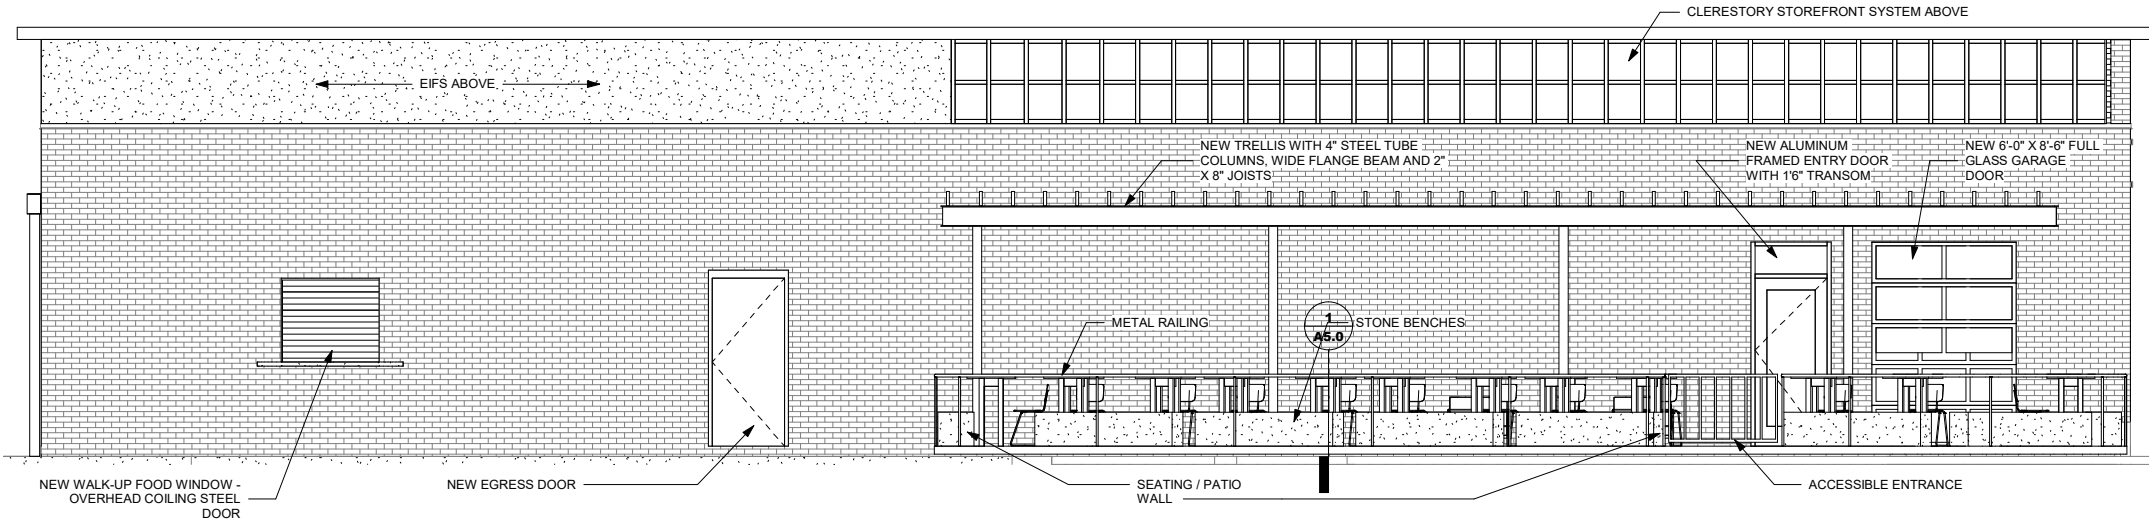 CLERESTORY STOREFRONT SYSTEM ABOVE
EIFS ABOVE
NEW TRELLIS WITH 4" STEEL TUBE
COLUMNS, WIDE FLANGE BEAM AND 2"
X 8" JOISTS
NEW ALUMINUM
FRAMED ENTRY DOOR
WITH 1'6" TRANSOM
NEW 6'-0" X 8'-6" FULL
GLASS GARAGE
DOOR
METAL RAILING
1
A5.0
STONE BENCHES
NEW WALK-UP FOOD WINDOW -
OVERHEAD COILING STEEL
DOOR
NEW EGRESS DOOR
SEATING / PATIO
WALL
ACCESSIBLE ENTRANCE